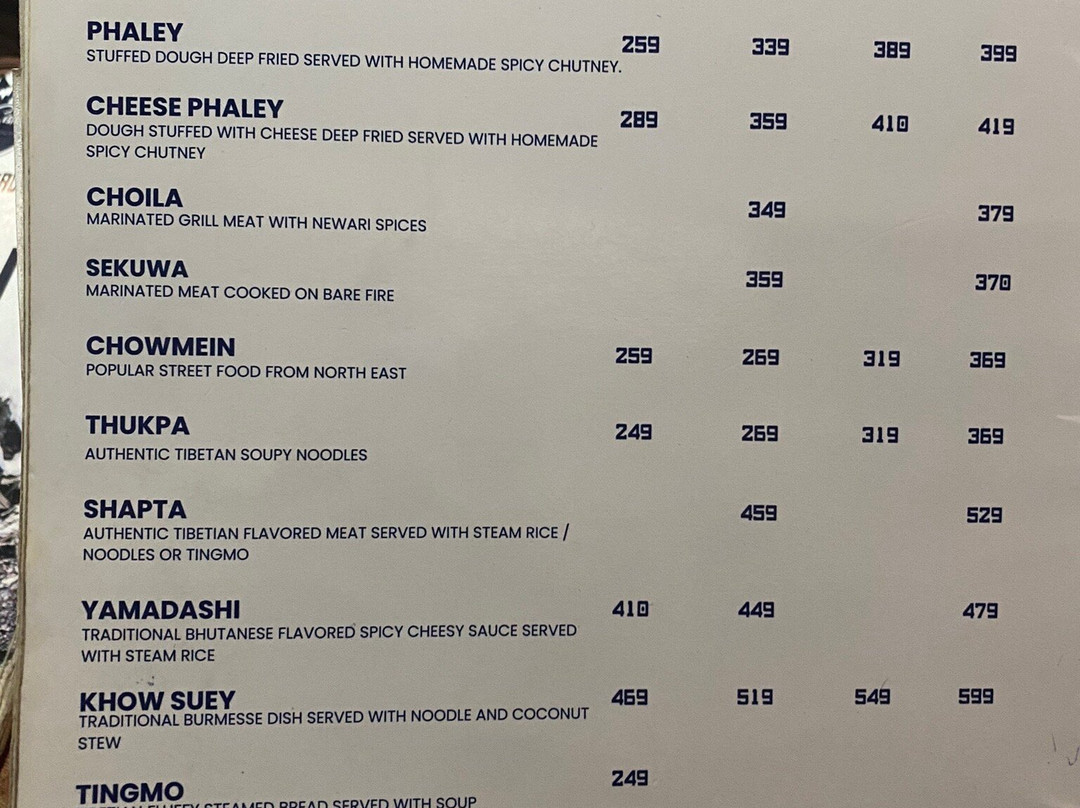 PHALEY 259 339 389 399
STUFFED DOUGH DEEP FRIED SERVED WITH HOMEMADE SPICY CHUTNEY.
CHEESE PHALEY 289 359 410 419
DOUGH STUFFED WITH CHEESE DEEP FRIED SERVED WITH HOMEMADE
SPICY CHUTNEY
CHOILA 349 379
MARINATED GRILL MEAT WITH NEWARI SPICES
SEKUWA 359 370
MARINATED MEAT COOKED ON BARE FIRE
CHOWMEIN 259 269 319 369
POPULAR STREET FOOD FROM NORTH EAST
THUKPA 249 269 319 369
AUTHENTIC TIBETAN SOUPY NOODLES
SHAPTA 459 529
AUTHENTIC TIBETIAN FLAVORED MEAT SERVED WITH STEAM RICE /
NOODLES OR TINGMO
YAMADASHI 410 449 479
TRADITIONAL BHUTANESE FLAVORED SPICY CHEESY SAUCE SERVED
WITH STEAM RICE
KHOW SUEY 469 519 549 599
TRADITIONAL BURMESSE DISH SERVED WITH NOODLE AND COCONUT
STEW
TINGMO 249
FLUFFY STEAMED BREAD SERVED WITH SOUP